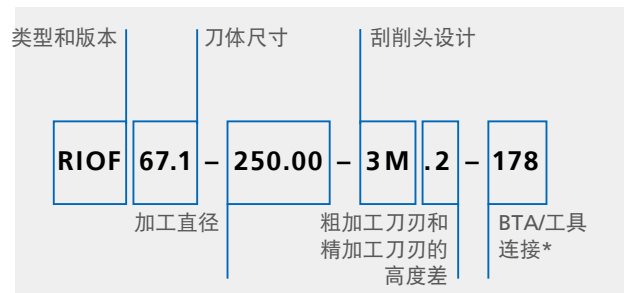 类型和版本 刀体尺寸 刮削头设计
RIOF 67.1 – 250.00 – 3M .2 – 178
加工直径 粗加工刀刃和 BTA/工具
精加工刀刃的 连接*
高度差